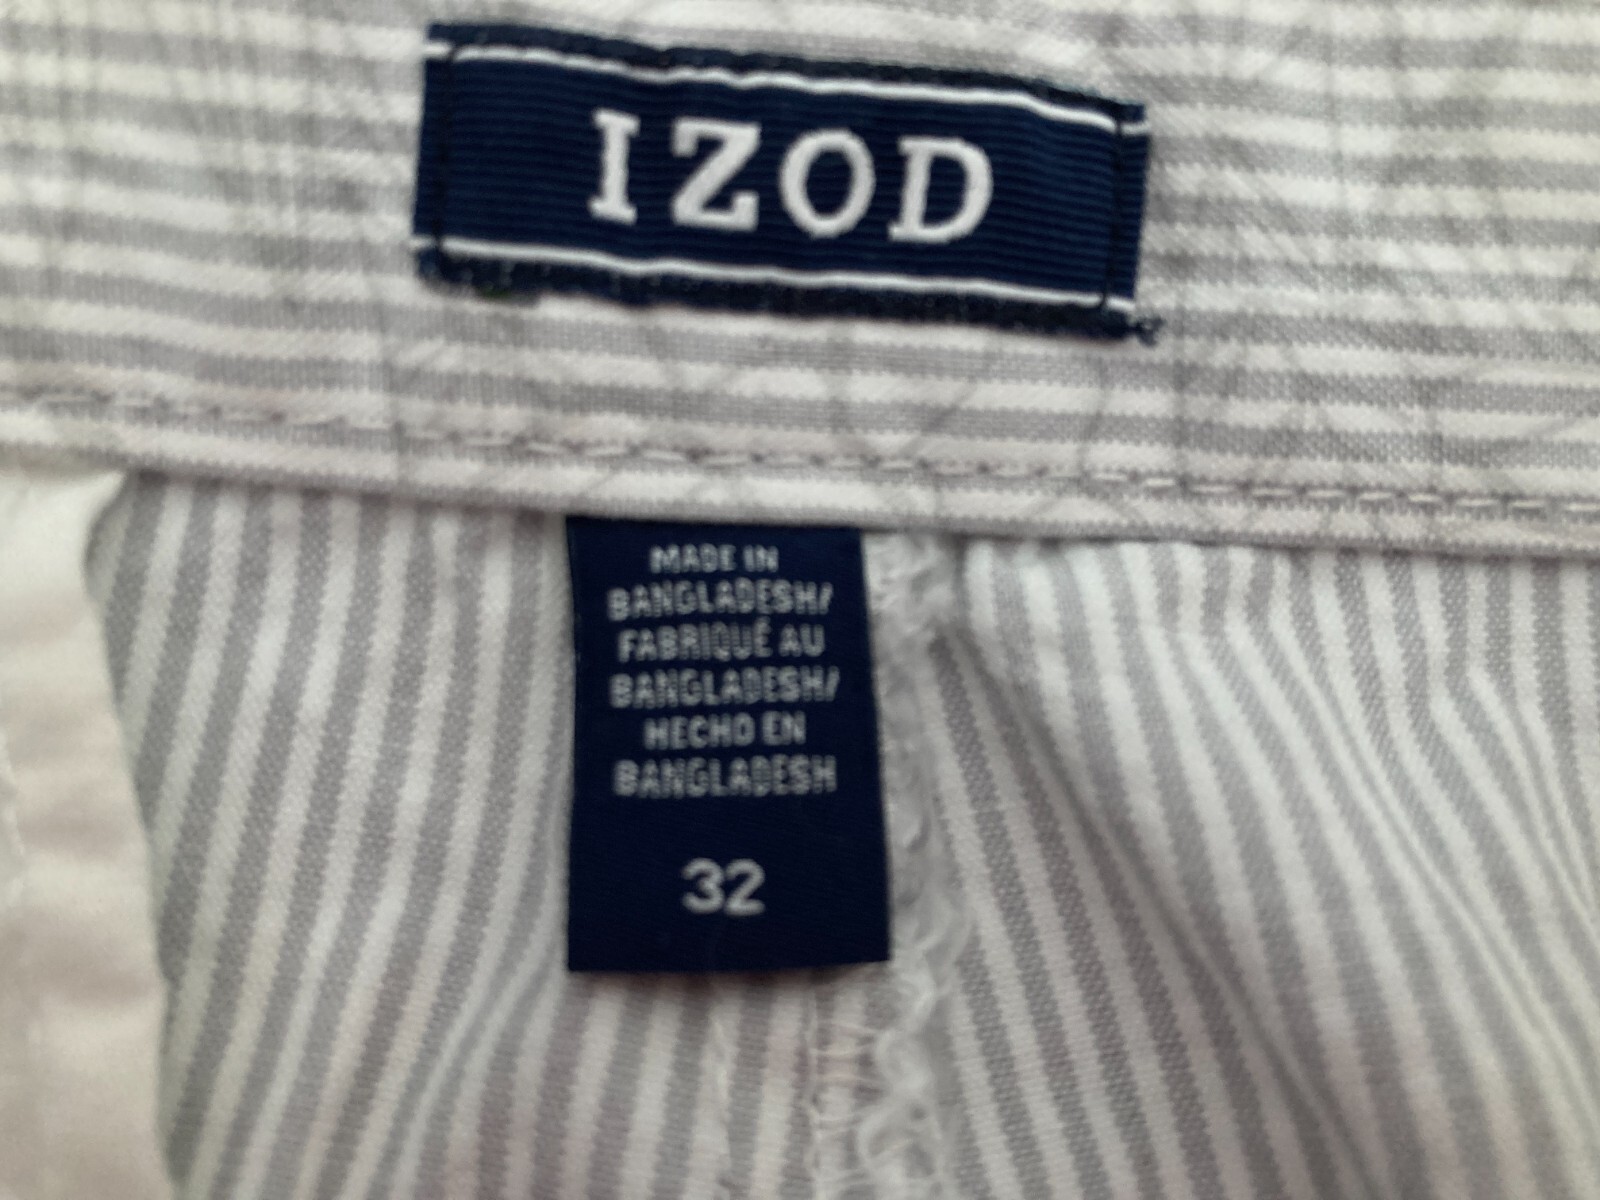 IZOD
MADE IN
BANGLADESH/
FABRIQUÉ AU
BANGLADESH/
HECHO EN
BANGLADESH
32